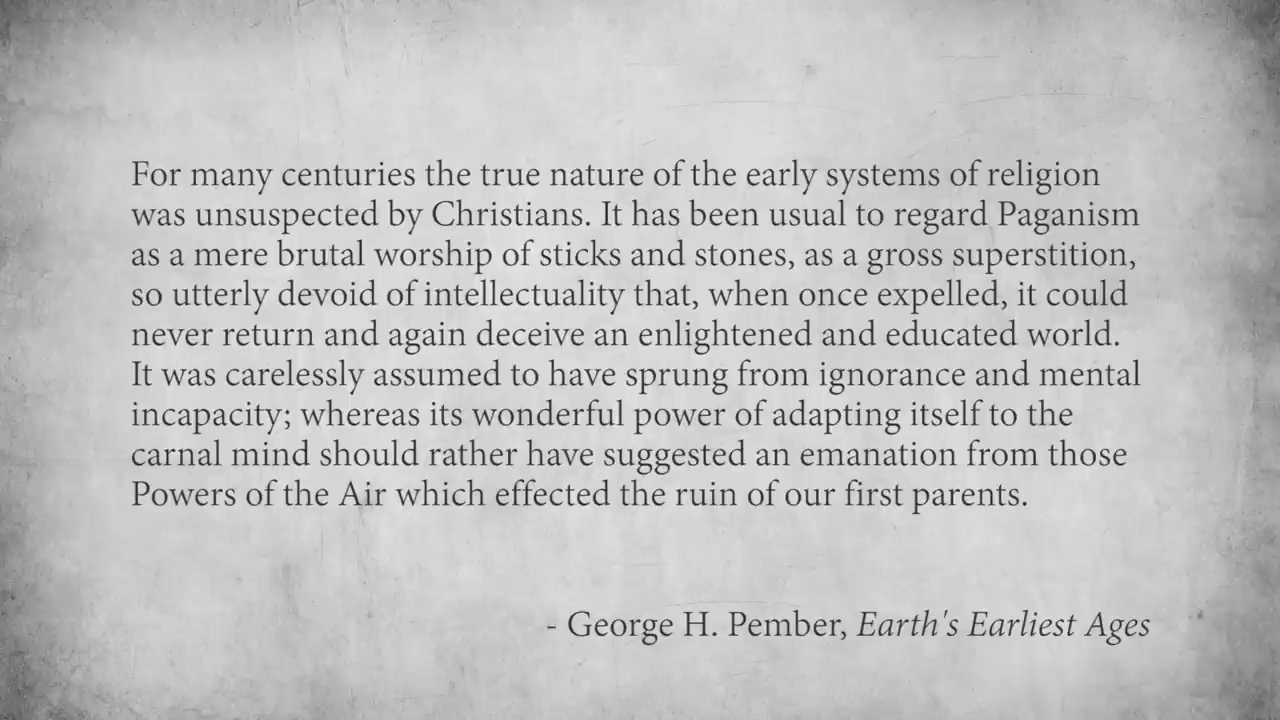 For many centuries the true nature of the early systems of religion
was unsuspected by Christians. It has been usual to regard Paganism
as a mere brutal worship of sticks and stones, as a gross superstition,
so utterly devoid of intellectuality that, when once expelled, it could
never return and again deceive an enlightened and educated world.
It was carelessly assumed to have sprung from ignorance and mental
incapacity; whereas its wonderful power of adapting itself to the
carnal mind should rather have suggested an emanation from those
Powers of the Air which effected the ruin of our first parents.
- George H. Pember, Earth's Earliest Ages